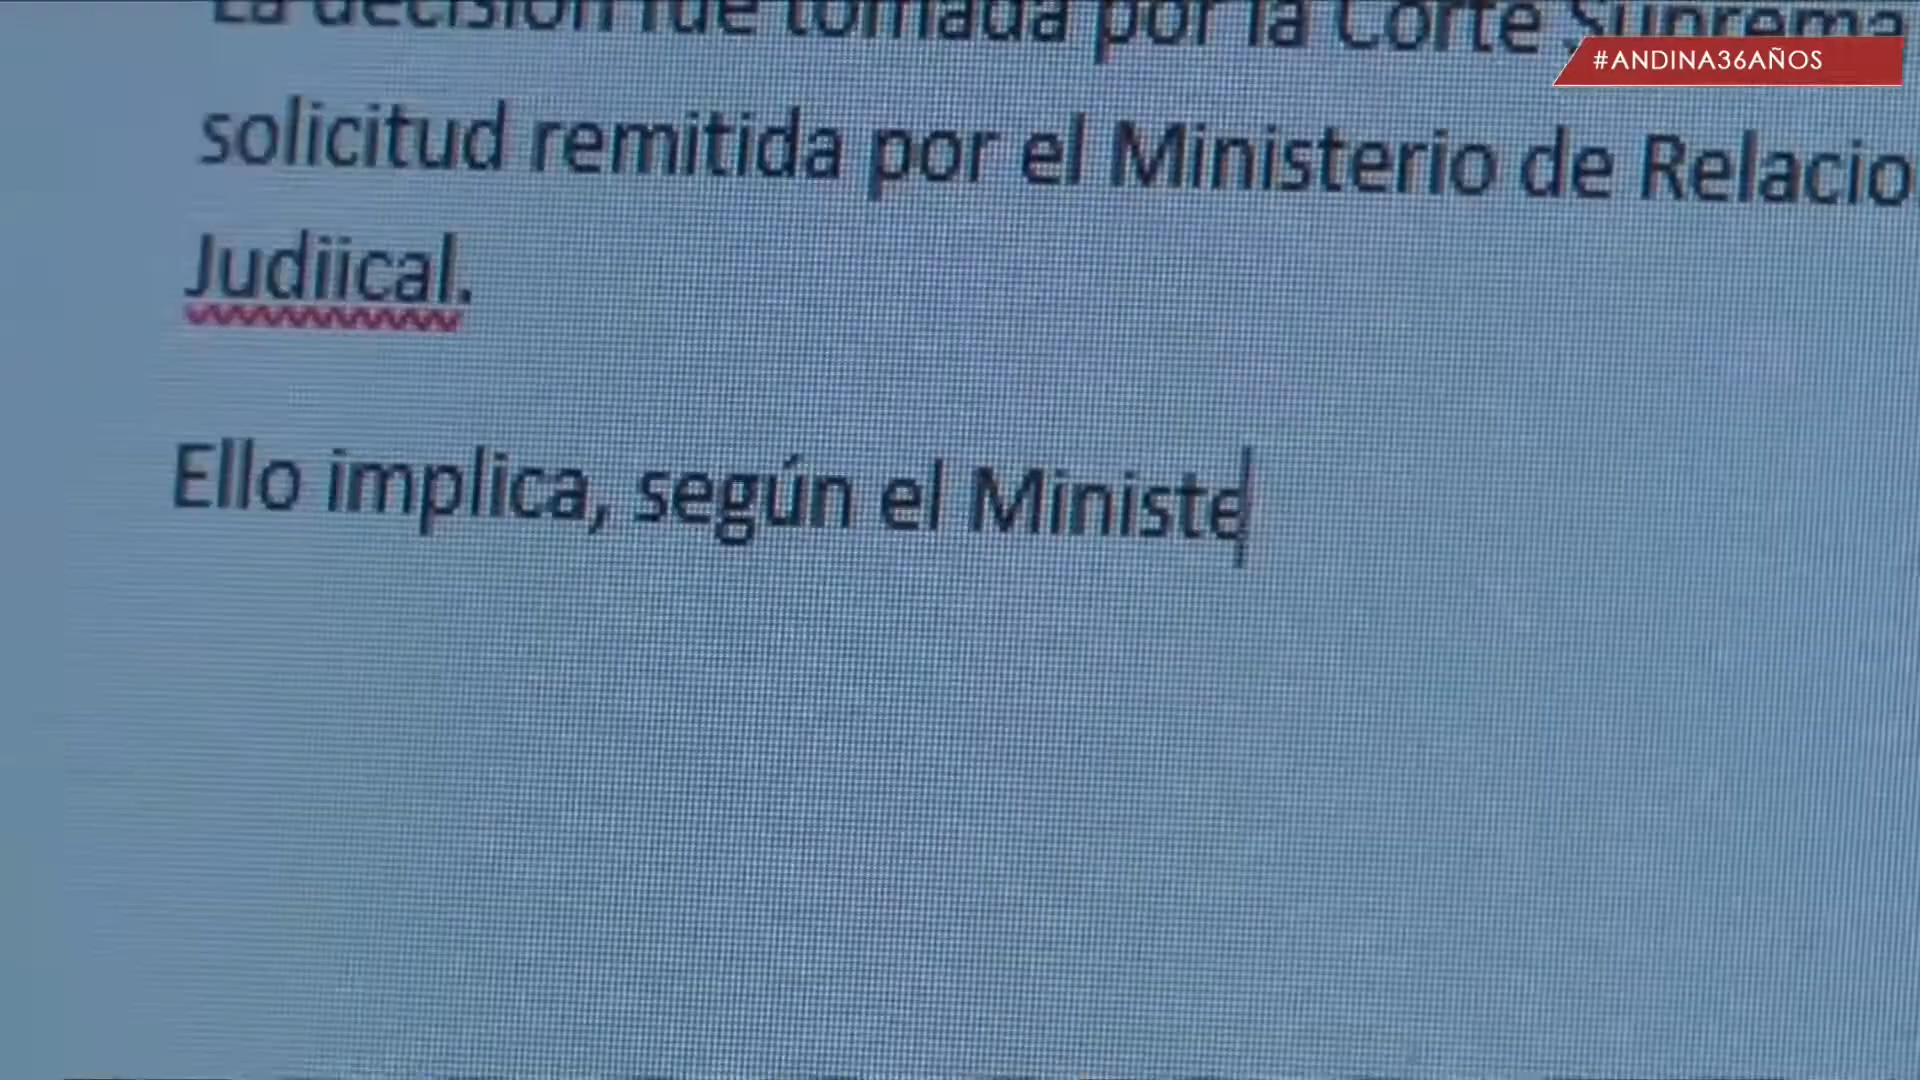 La decisión fue tomada por la Corte Suprema
#ANDINA36AÑOS
solicitud remitida por el Ministerio de Relacio
Judiical.
Ello implica, según el Ministe